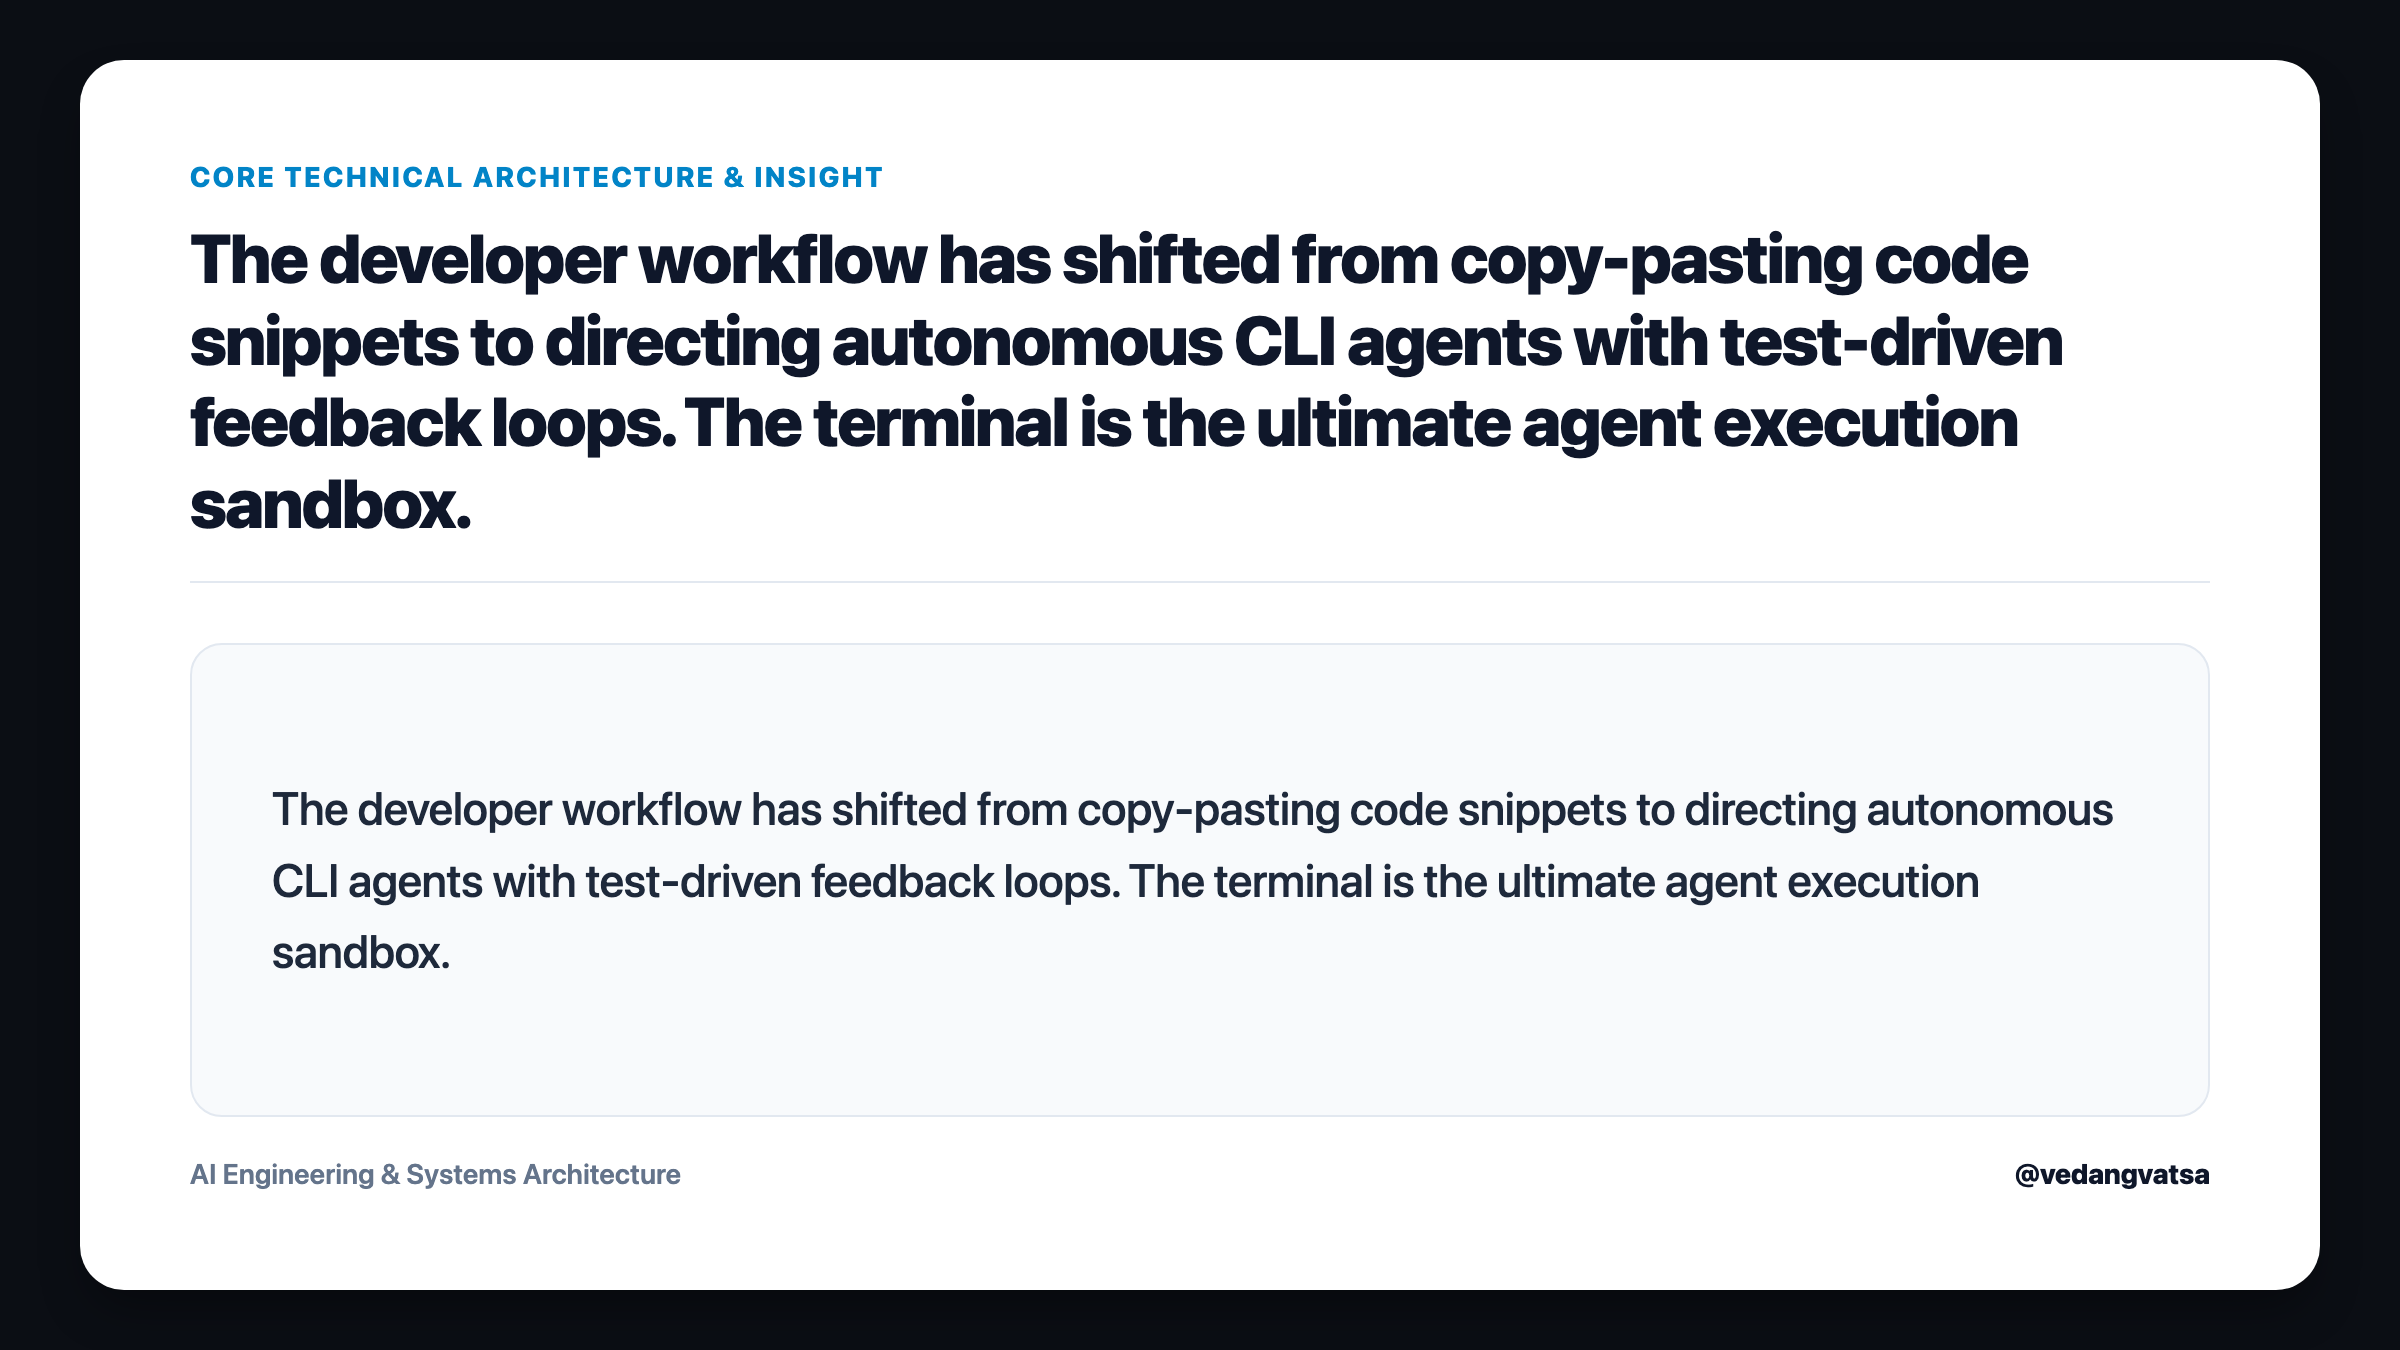 CORE TECHNICAL ARCHITECTURE & INSIGHT
The developer workflow has shifted from copy-pasting code
snippets to directing autonomous CLI agents with test-driven
feedback loops. The terminal is the ultimate agent execution
sandbox.
The developer workflow has shifted from copy-pasting code snippets to directing autonomous
CLI agents with test-driven feedback loops. The terminal is the ultimate agent execution
sandbox.
AI Engineering & Systems Architecture
@vedangvatsa